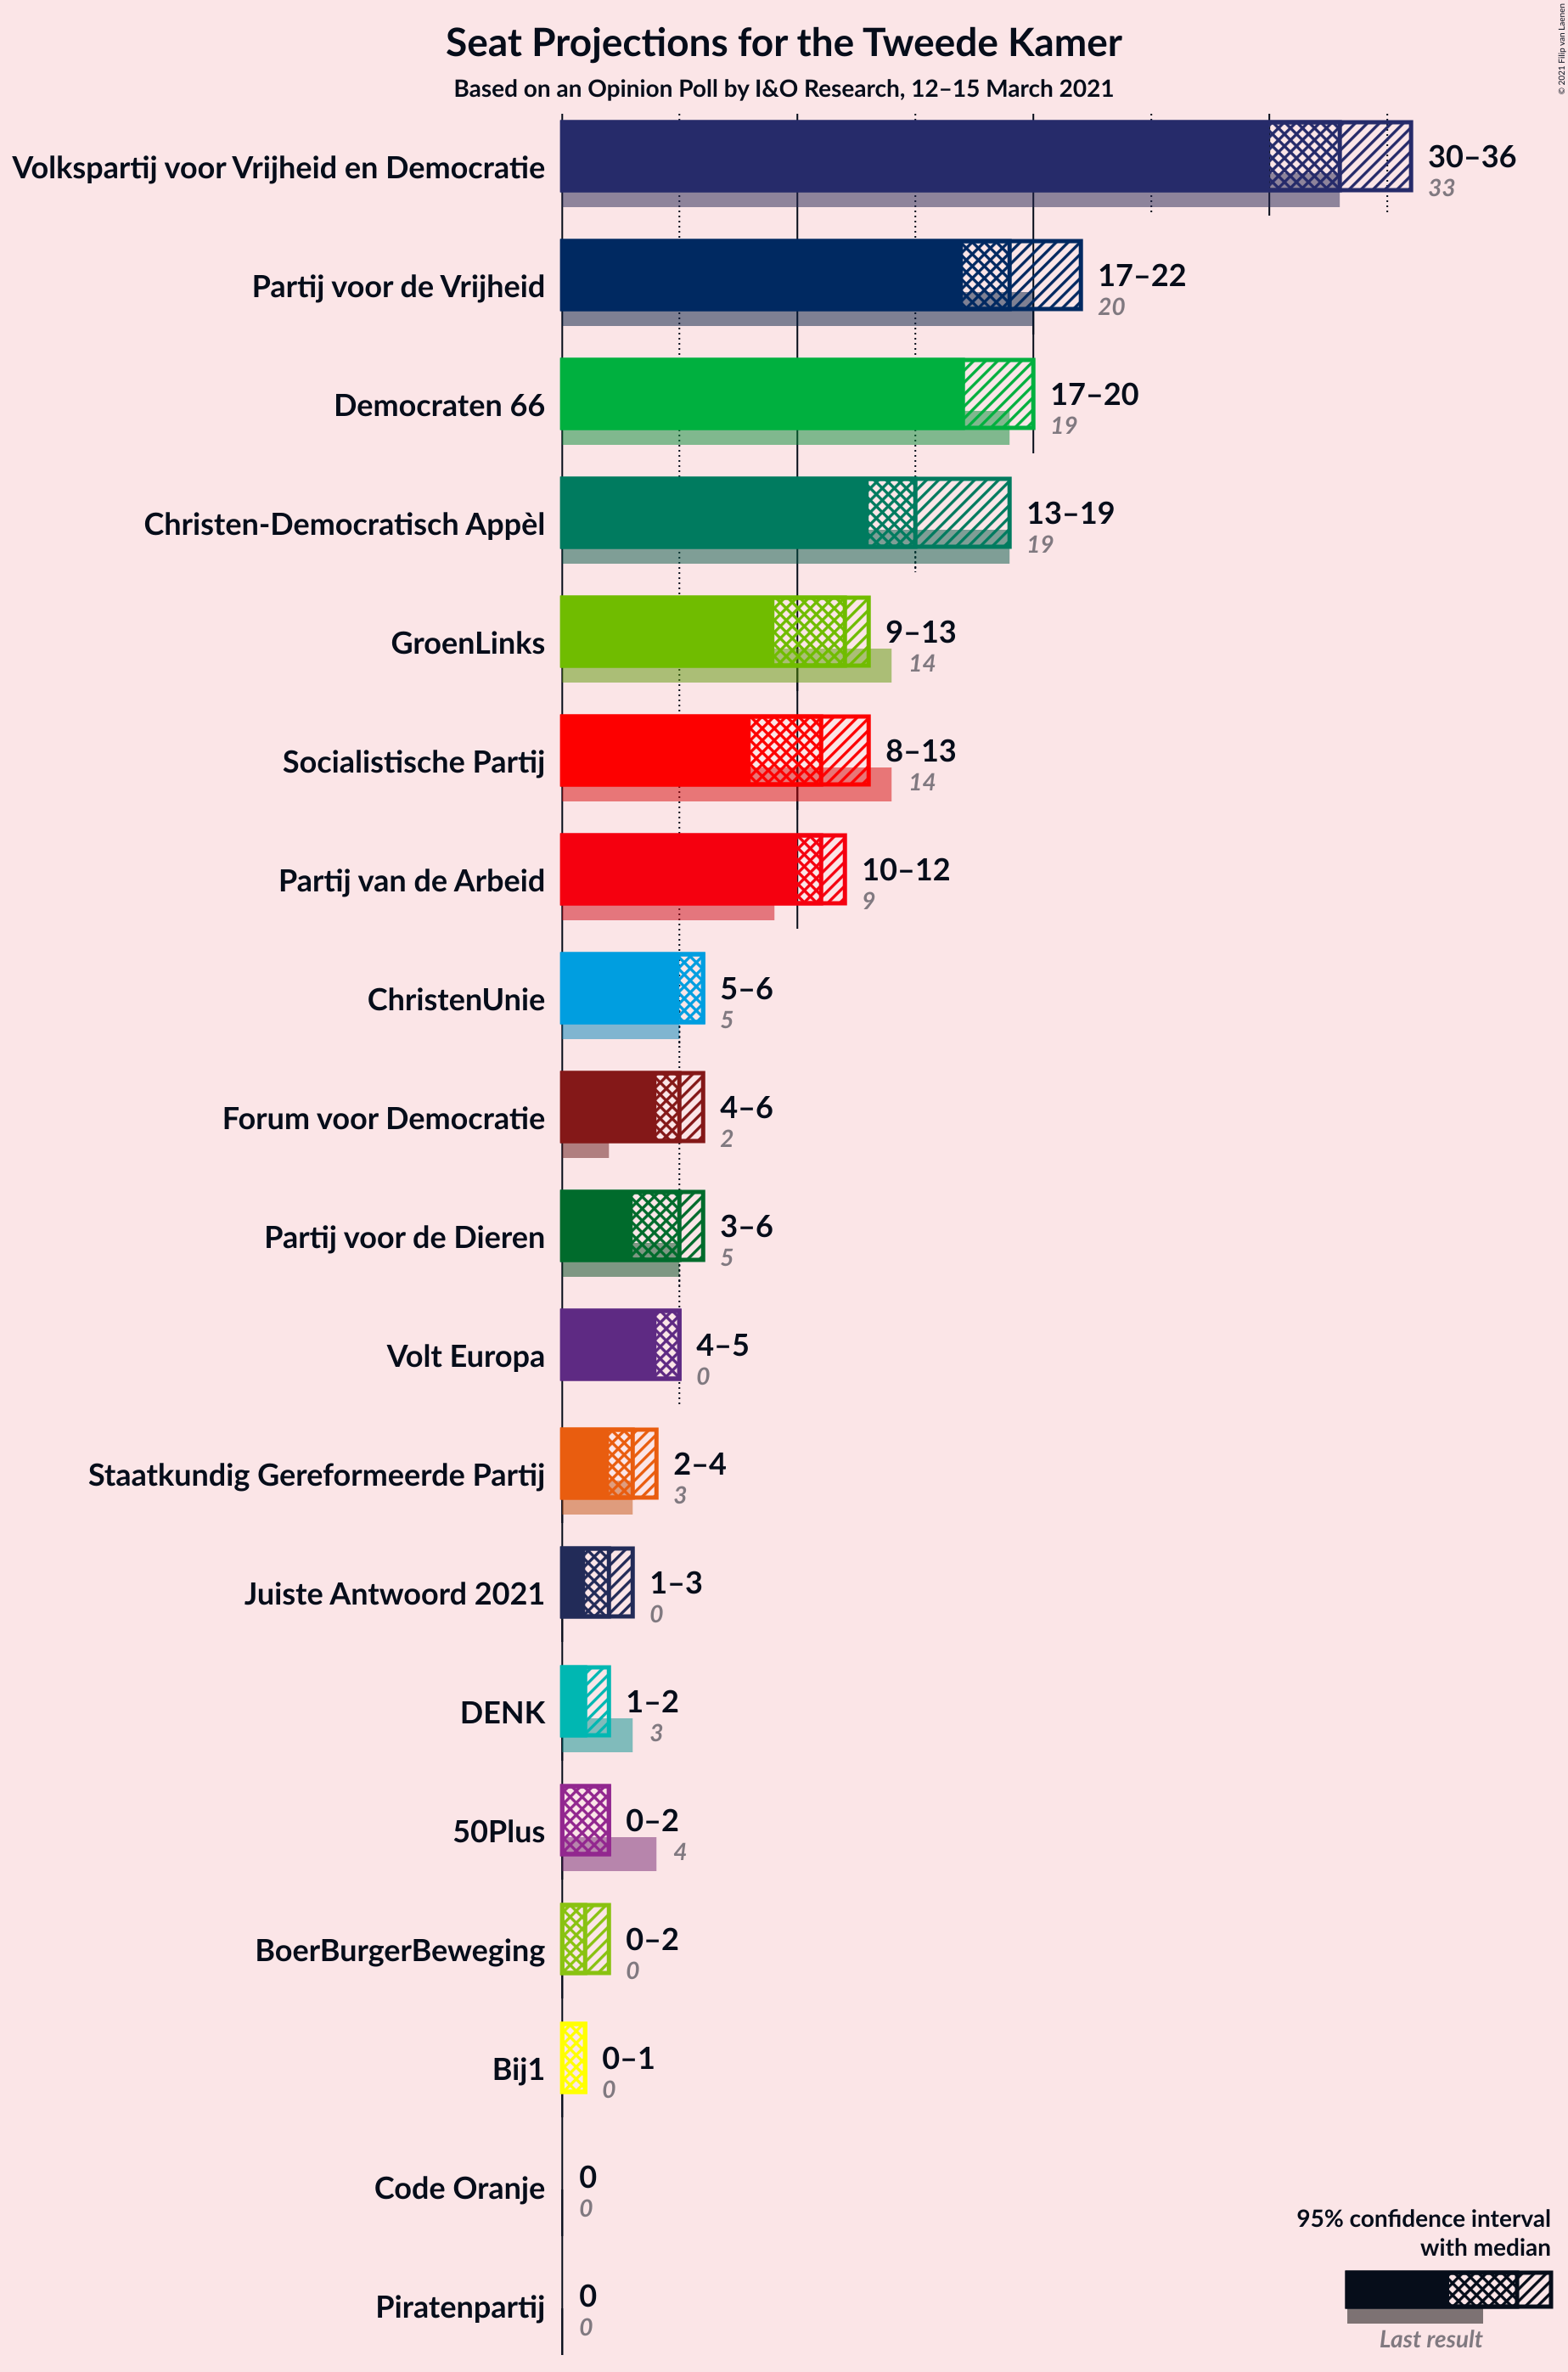 Seat Projections for the Tweede Kamer
Based on an Opinion Poll by I&O Research, 12–15 March 2021
© 2021 Filip van Laenen
Volkspartij voor Vrijheid en Democratie
30–36
33
Partij voor de Vrijheid
17–22
20
Democraten 66
17–20
19
Christen-Democratisch Appèl
13–19
19
GroenLinks
9–13
14
Socialistische Partij
8–13
14
Partij van de Arbeid
10–12
9
ChristenUnie
5–6
5
Forum voor Democratie
4–6
2
Partij voor de Dieren
3–6
5
Volt Europa
4–5
0
Staatkundig Gereformeerde Partij
2–4
3
Juiste Antwoord 2021
1–3
0
DENK
1–2
3
50Plus
0–2
4
BoerBurgerBeweging
0–2
0
Bij1
0–1
0
Code Oranje
0
0
Piratenpartij
0
0
95% confidence interval
with median
Last result